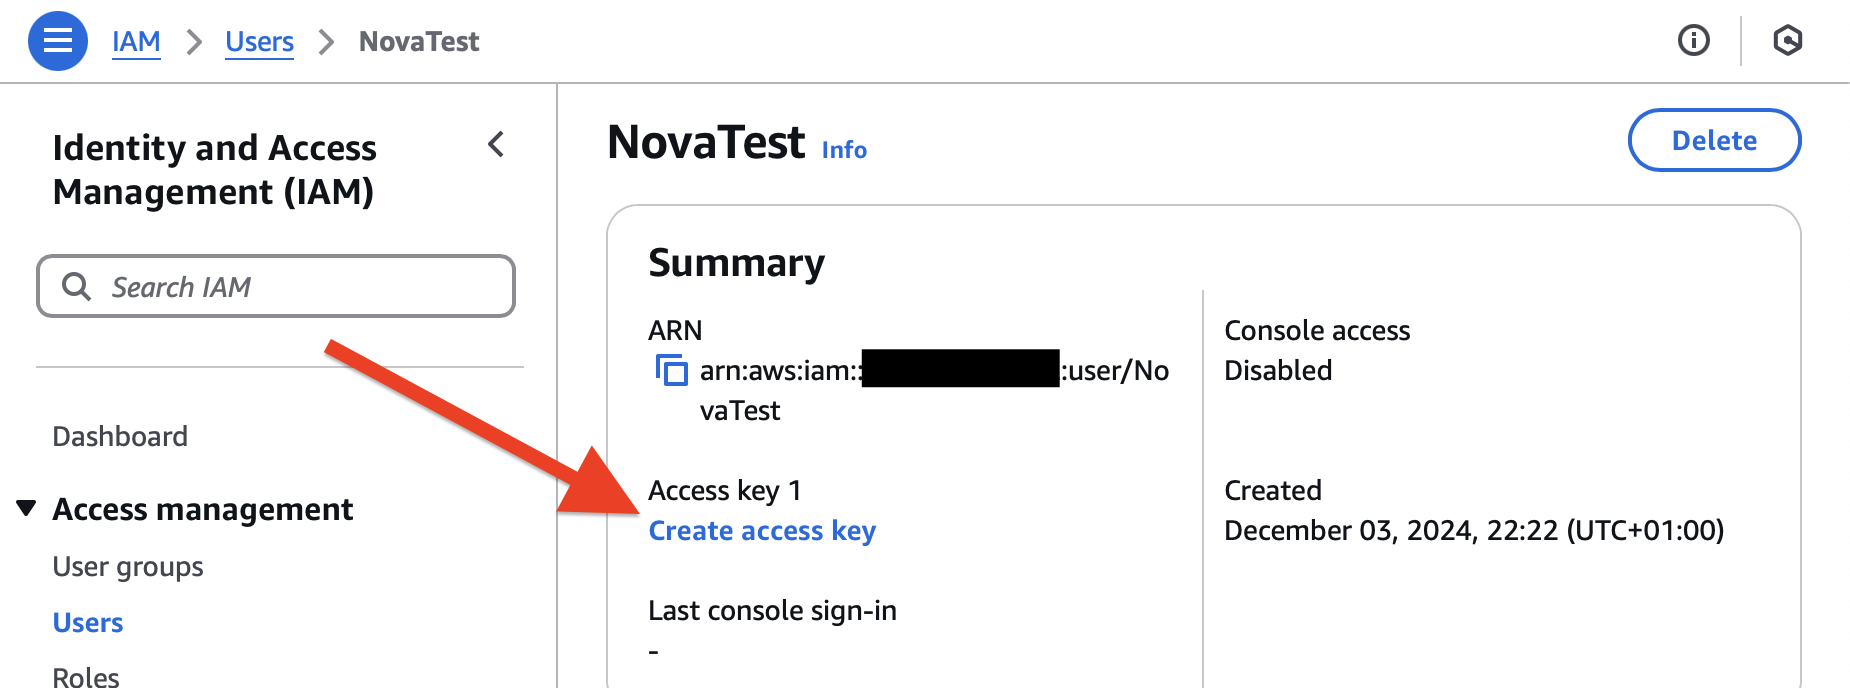 IAM > Users > NovaTest
Identity and Access
Management (IAM)
Search IAM
Dashboard
Access management
User groups
Users
Roles
NovaTest Info
Delete
Summary
ARN
arn:aws:iam:: :user/No
vaTest
Access key 1
Create access key
Last console sign-in
-
Console access
Disabled
Created
December 03, 2024, 22:22 (UTC+01:00)